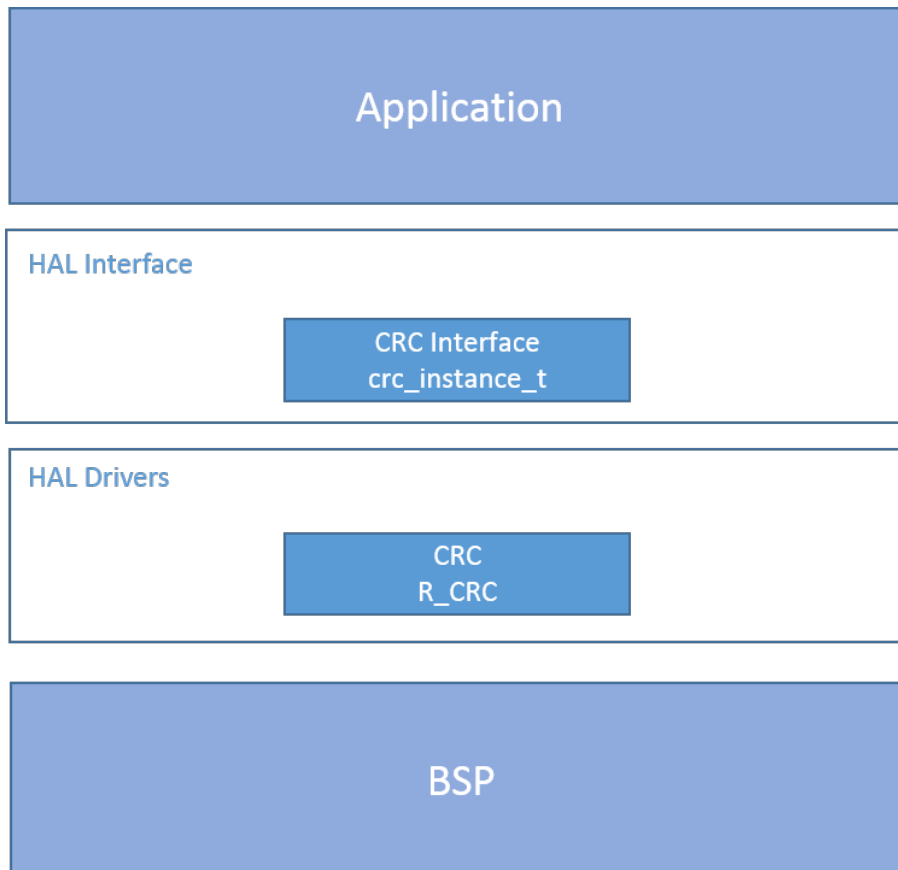 Application
HAL Interface
CRC Interface
crc_instance_t
HAL Drivers
CRC
R_CRC
BSP